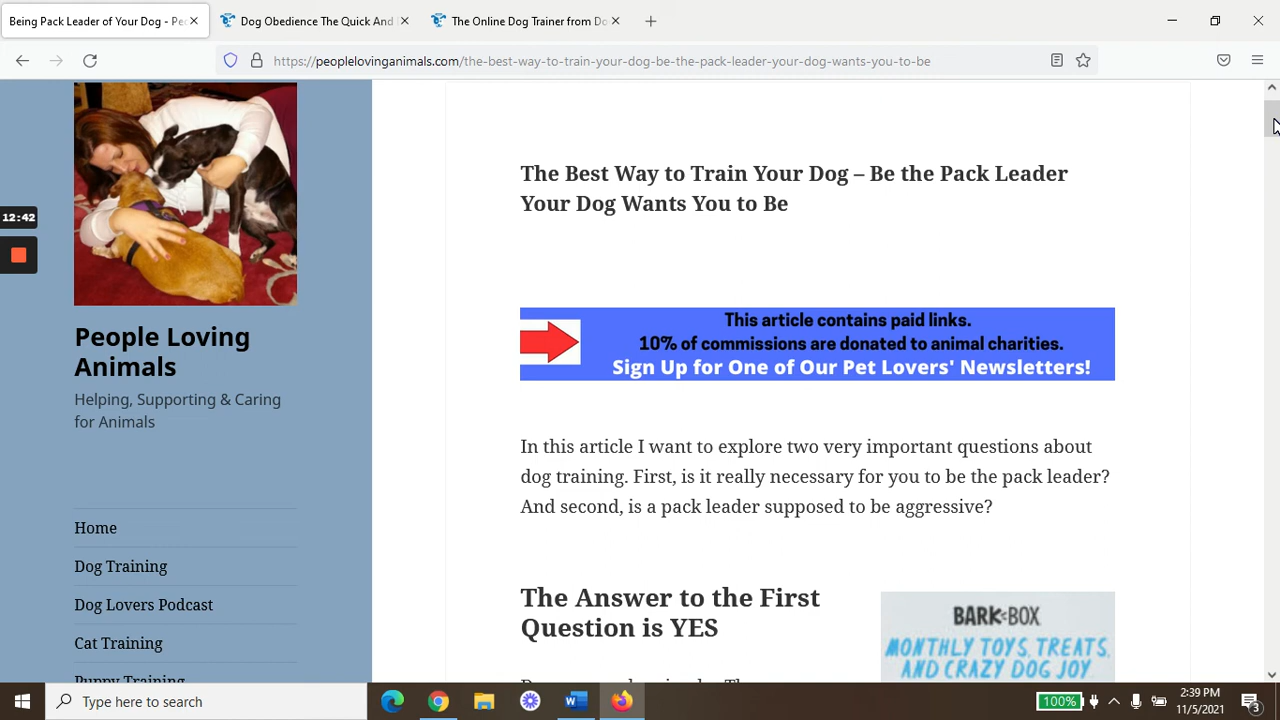 Being Pack Leader of Your Dog - Pe
Dog Obedience The Quick And
The Online Dog Trainer from Do
https://peoplelovinganimals.com/the-best-way-to-train-your-dog-be-the-pack-leader-your-dog-wants-you-to-be
12:42
People Loving
Animals
Helping, Supporting & Caring
for Animals
Home
Dog Training
Dog Lovers Podcast
Cat Training
Puppy Training
The Best Way to Train Your Dog – Be the Pack Leader
Your Dog Wants You to Be
This article contains paid links.
10% of commissions are donated to animal charities.
Sign Up for One of Our Pet Lovers' Newsletters!
In this article I want to explore two very important questions about
dog training. First, is it really necessary for you to be the pack leader?
And second, is a pack leader supposed to be aggressive?
The Answer to the First
Question is YES
BARK BOX
MONTHLY TOYS, TREATS,
AND CRAZY DOG JOY
Type here to search
100%
2:39 PM
11/5/2021
3